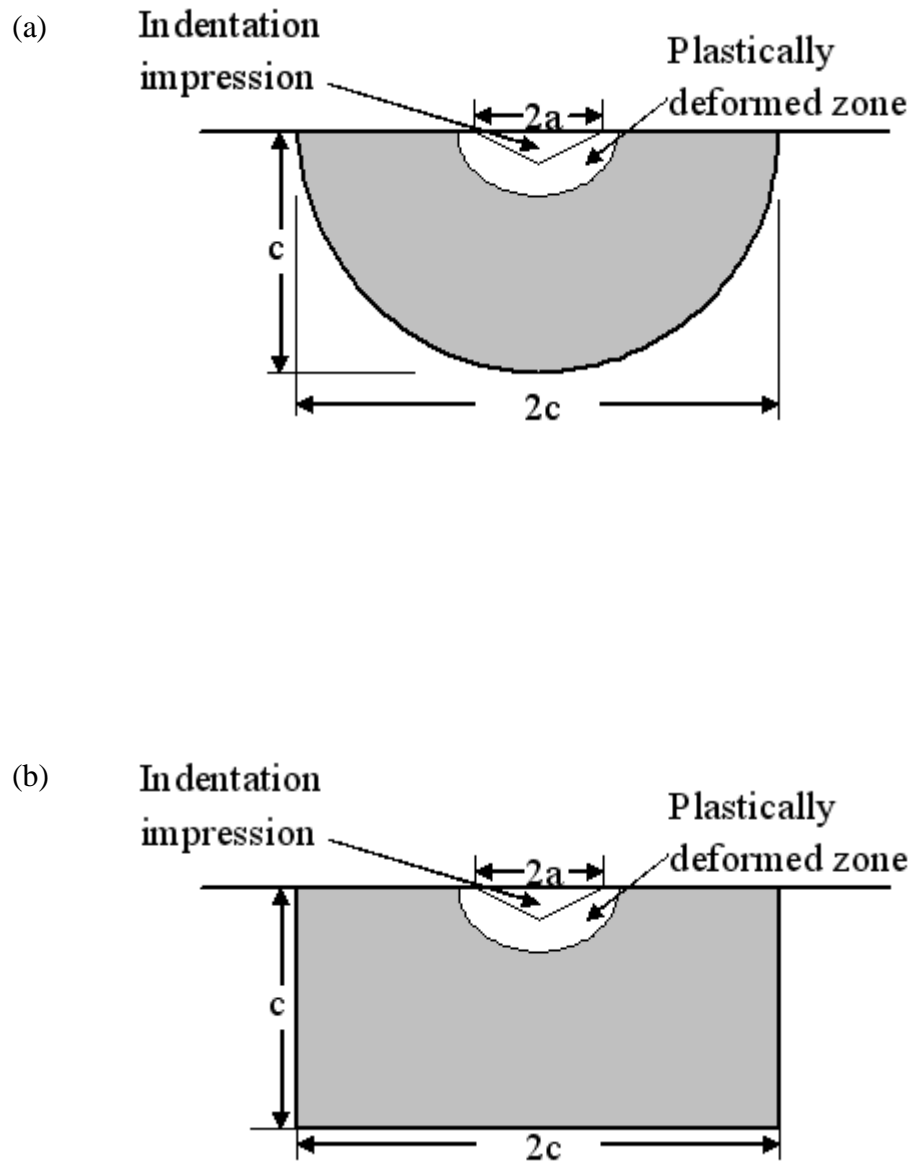 (a)
Indentation
impression
Plastically
deformed zone
2a
c
2c
(b)
Indentation
impression
Plastically
deformed zone
2a
c
2c